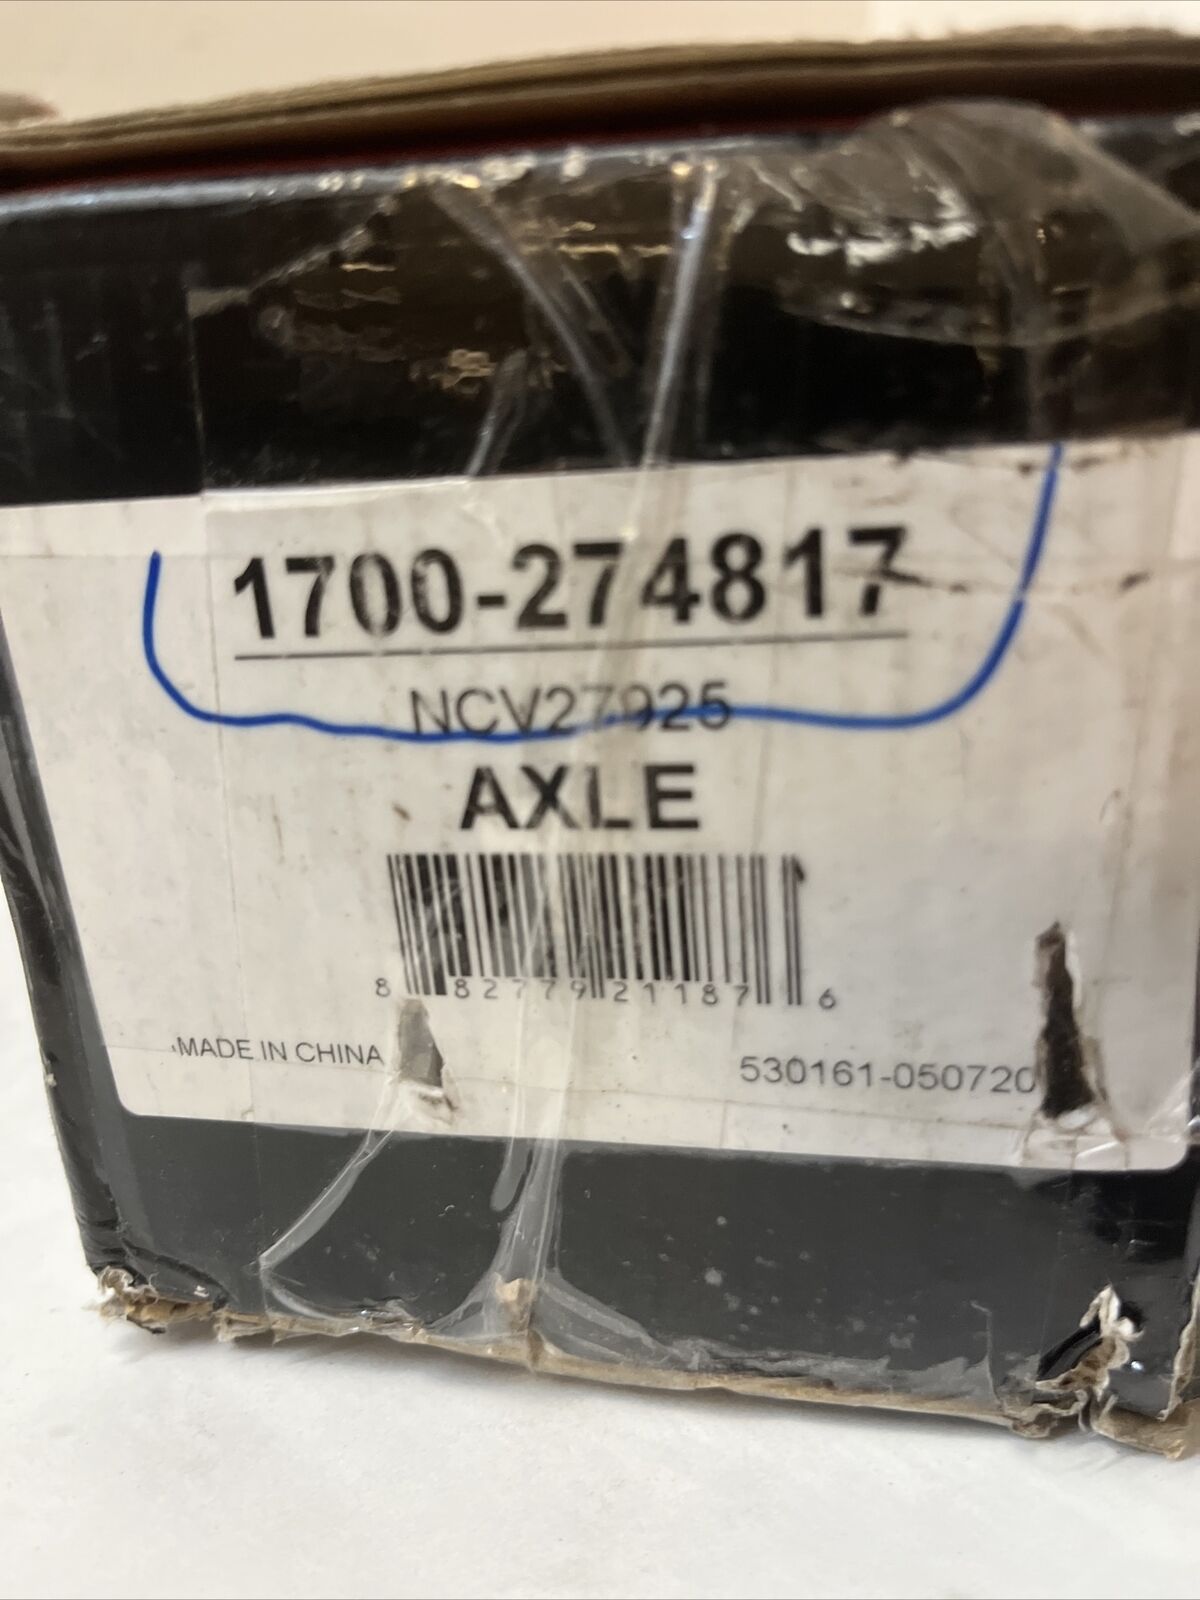 1700-274817
NCV27925
AXLE
8 82779 21187 6
MADE IN CHINA
530161-050720